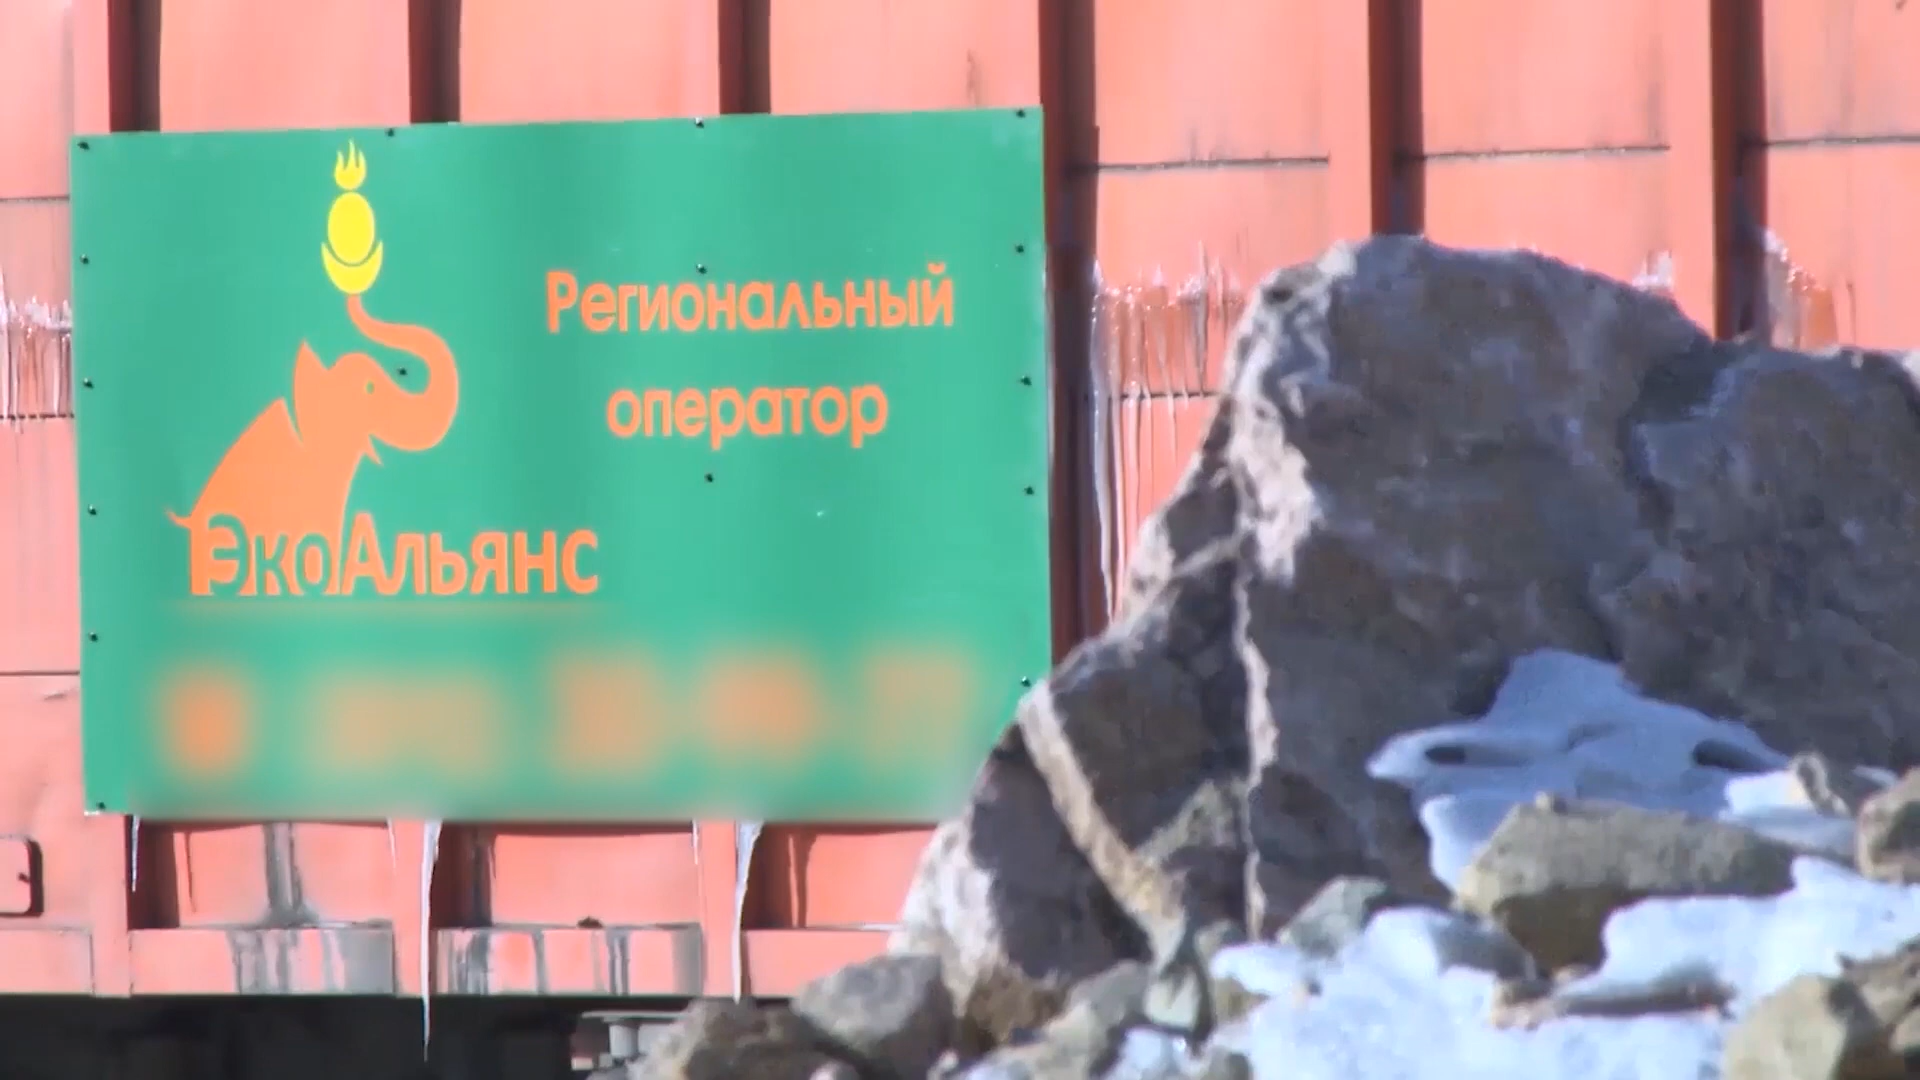 Региональный
оператор
ЭкоАльянс